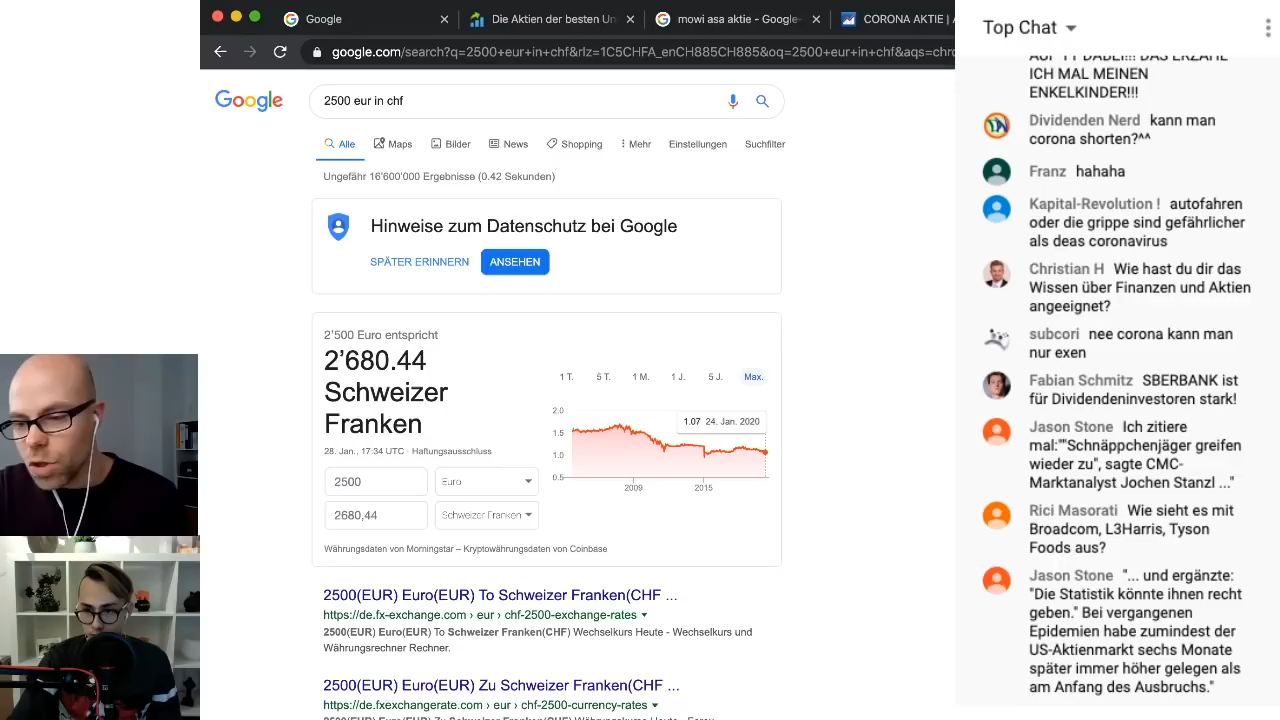 Google
Die Aktien der besten Un
mowi asa aktie - Google-
CORONA AKTIE |
google.com/search?q=2500+eur+in+chf&rlz=1C5CHFA_enCH885CH885&oq=2500+eur+in+chf&aqs=chro
Google
2500 eur in chf
Alle
Maps
Bilder
News
Shopping
Mehr
Einstellungen
Suchfilter
Ungefähr 16'600'000 Ergebnisse (0.42 Sekunden)
Hinweise zum Datenschutz bei Google
SPÄTER ERINNERN
ANSEHEN
2'500 Euro entspricht
2'680.44
Schweizer
Franken
28. Jan., 17:34 UTC · Haftungsausschluss
2500
Euro
2680,44
Schweizer Franken
1 T.
5 T.
1 M.
1 J.
5 J.
Max.
2.0
1.5
1.0
0.5
1.07 24. Jan. 2020
2009
2015
Währungsdaten von Morningstar – Kryptowährungsdaten von Coinbase
2500(EUR) Euro(EUR) To Schweizer Franken(CHF ...
https://de.fx-exchange.com › eur › chf-2500-exchange-rates
2500(EUR) Euro(EUR) To Schweizer Franken(CHF) Wechselkurs Heute - Wechselkurs und
Währungsrechner Rechner.
2500(EUR) Euro(EUR) Zu Schweizer Franken(CHF ...
https://de.fxexchangerate.com › eur › chf-2500-currency-rates
Top Chat
AUF TY DABEI!!! DAS ERZÄHLE
ICH MAL MEINEN
ENKELKINDER!!!
Dividenden Nerd kann man
corona shorten?^^
Franz hahaha
Kapital-Revolution ! autofahren
oder die grippe sind gefährlicher
als deas coronavirus
Christian H Wie hast du dir das
Wissen über Finanzen und Aktien
angeeignet?
subcori nee corona kann man
nur exen
Fabian Schmitz SBERBANK ist
für Dividendeninvestoren stark!
Jason Stone Ich zitiere
mal:""Schnäppchenjäger greifen
wieder zu", sagte CMC-
Marktanalyst Jochen Stanzl ..."
Rici Masorati Wie sieht es mit
Broadcom, L3Harris, Tyson
Foods aus?
Jason Stone "... und ergänzte:
"Die Statistik könnte ihnen recht
geben." Bei vergangenen
Epidemien habe zumindest der
US-Aktienmarkt sechs Monate
später immer höher gelegen als
am Anfang des Ausbruchs."